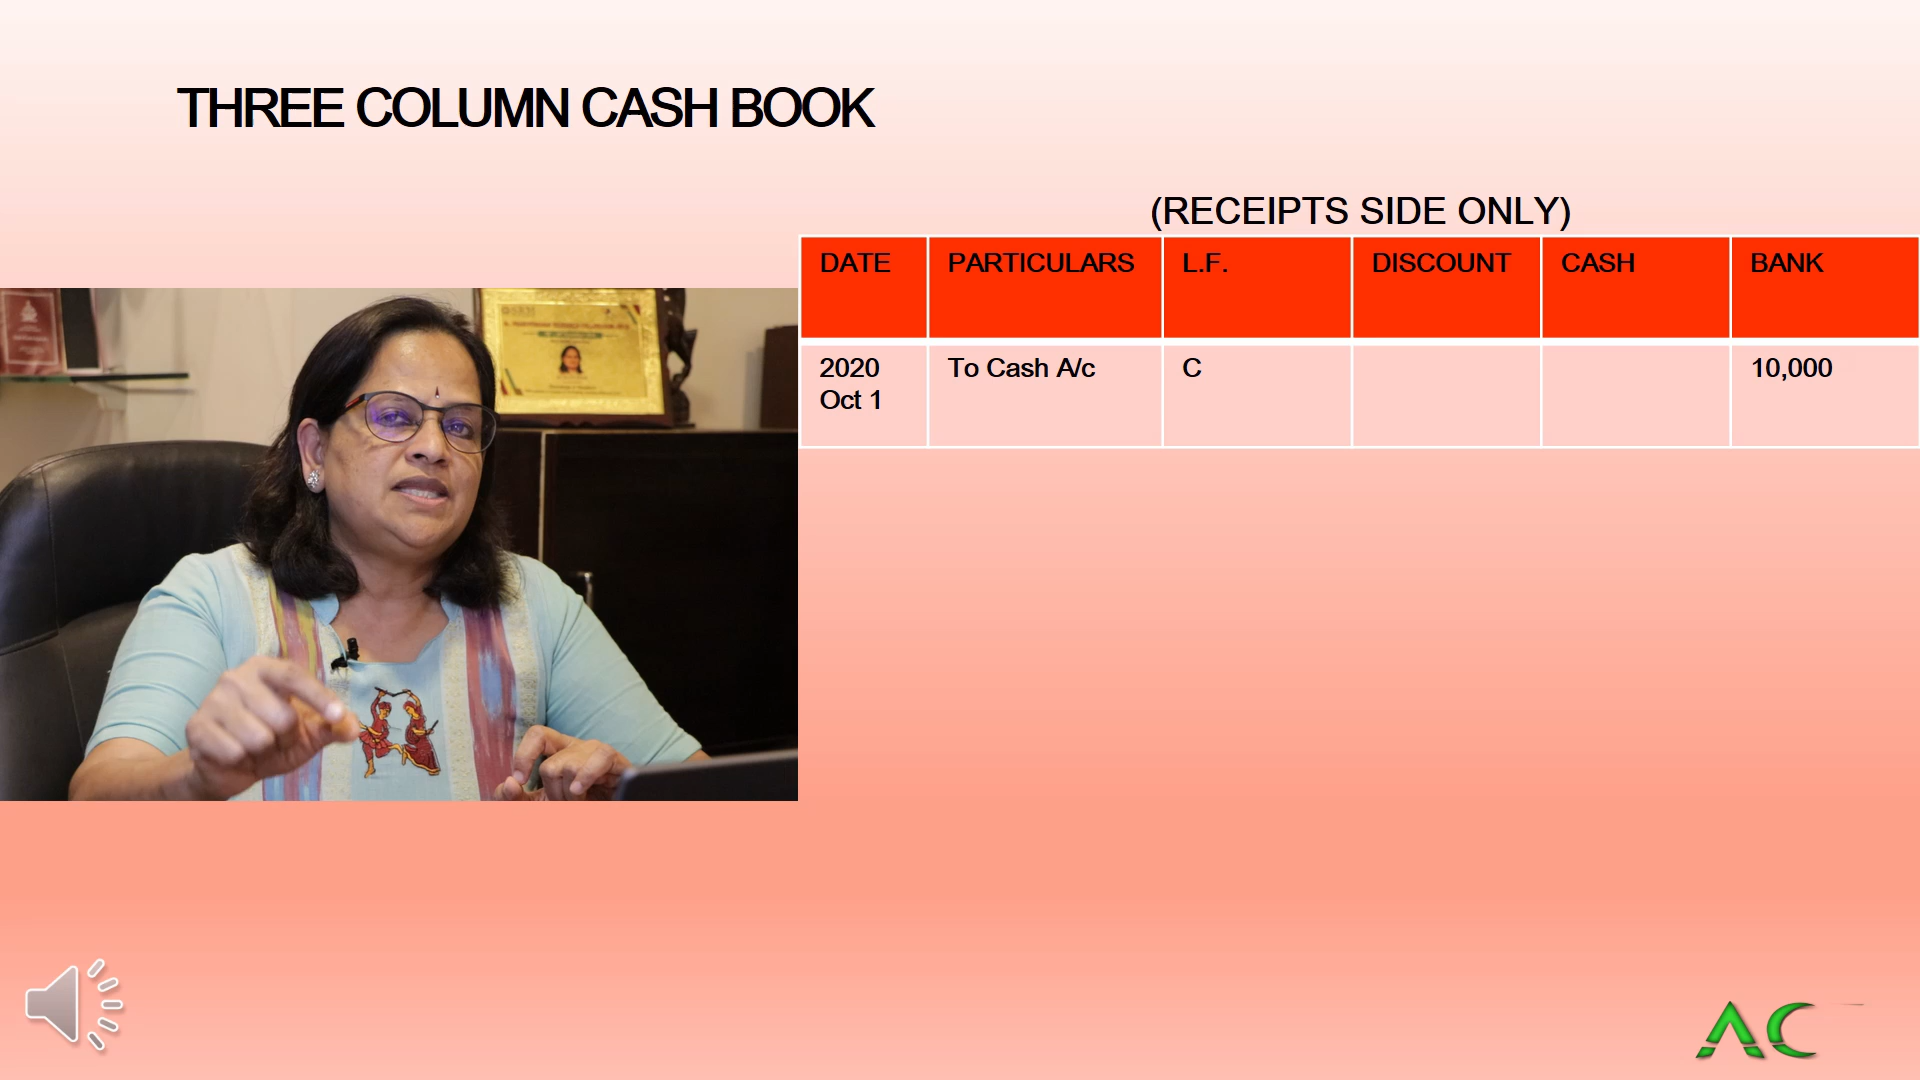 THREE COLUMN CASH BOOK
(RECEIPTS SIDE ONLY)
DATE PARTICULARS L.F. DISCOUNT CASH BANK
2020 To Cash A/c C 10,000
Oct 1
AC